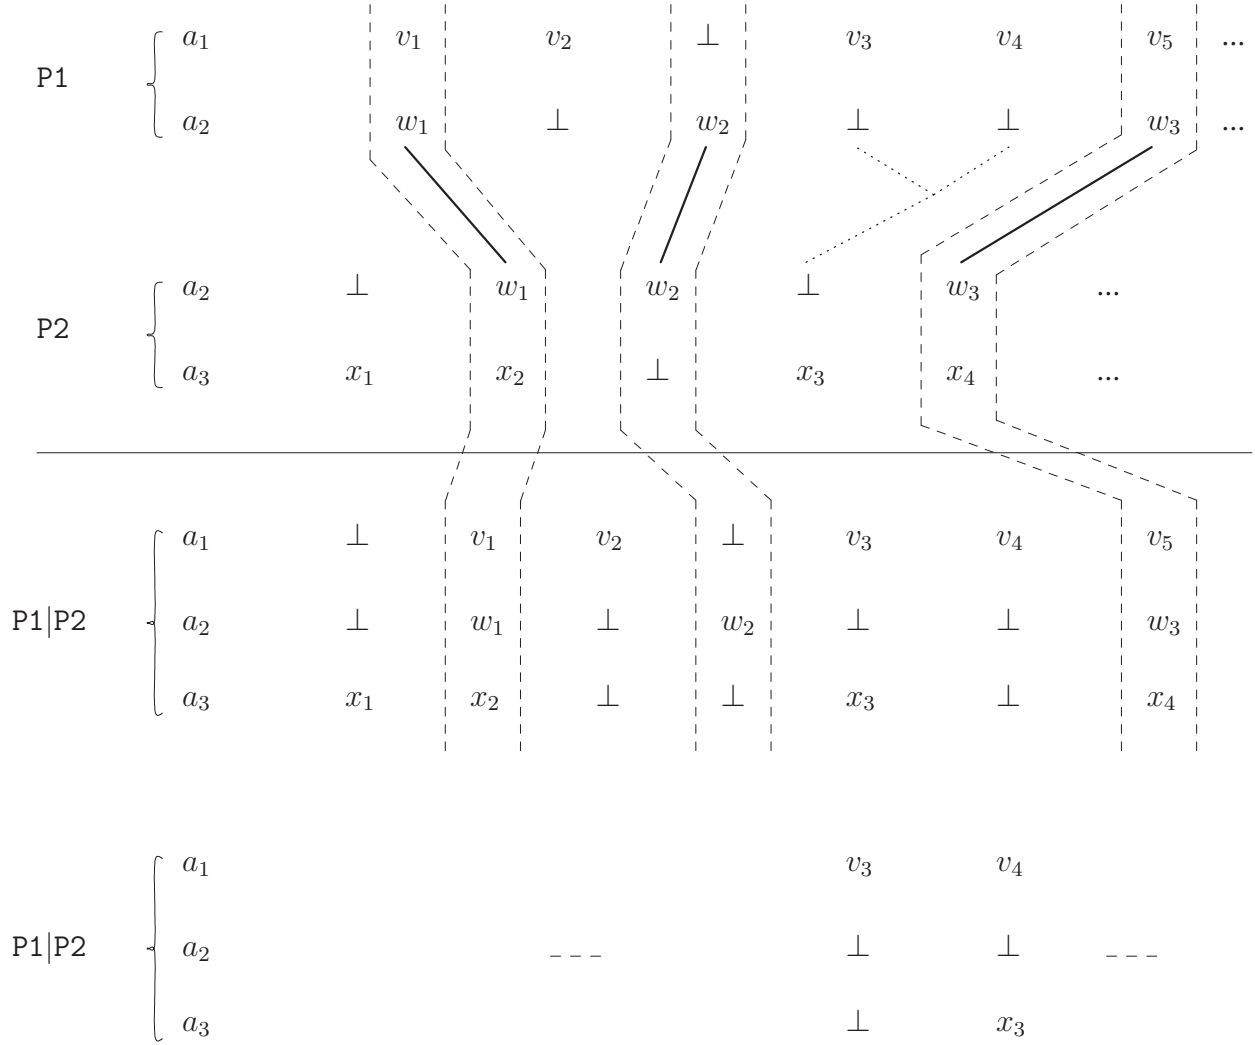 a₁ v₁ v₂ ⊥ v₃ v₄ v₅ ...
P1
a₂ w₁ ⊥ w₂ ⊥ ⊥ w₃ ...
a₂ ⊥ w₁ w₂ ⊥ w₃ ...
P2
a₃ x₁ x₂ ⊥ x₃ x₄ ...
a₁ ⊥ v₁ v₂ ⊥ v₃ v₄ v₅
P1|P2 a₂ ⊥ w₁ ⊥ w₂ ⊥ ⊥ w₃
a₃ x₁ x₂ ⊥ ⊥ x₃ ⊥ x₄
a₁ v₃ v₄
P1|P2 a₂ ⊥ ⊥
a₃ ⊥ x₃